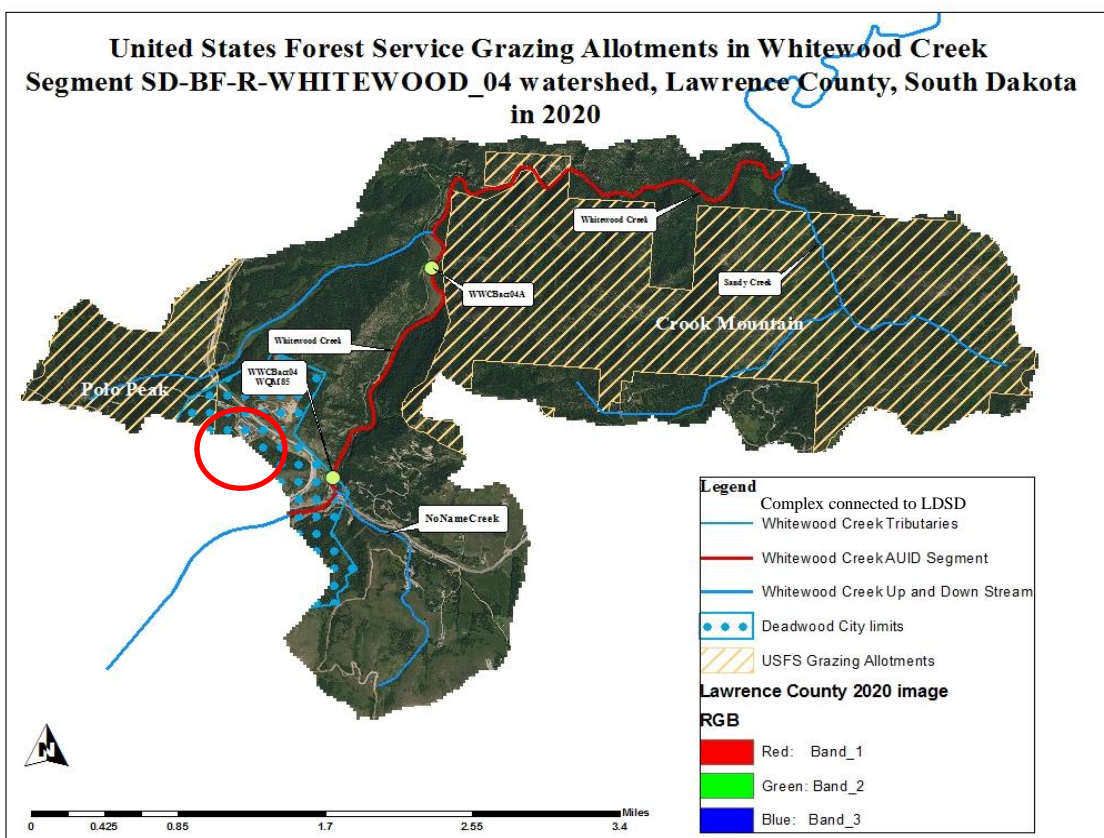 United States Forest Service Grazing Allotments in Whitewood Creek
Segment SD-BF-R-WHITEWOOD_04 watershed, Lawrence County, South Dakota
in 2020
Whitewood Creek
Sandy Creek
WWCBact04A
Crook Mountain
Whitewood Creek
WWCBact04
WQM85
Polo Peak
NoNameCreek
Legend
Complex connected to LDSD
Whitewood Creek Tributaries
Whitewood Creek AUID Segment
Whitewood Creek Up and Down Stream
Deadwood City limits
USFS Grazing Allotments
Lawrence County 2020 image
RGB
Red: Band_1
Green: Band_2
Blue: Band_3
N
Miles
0 0.425 0.85 1.7 2.55 3.4